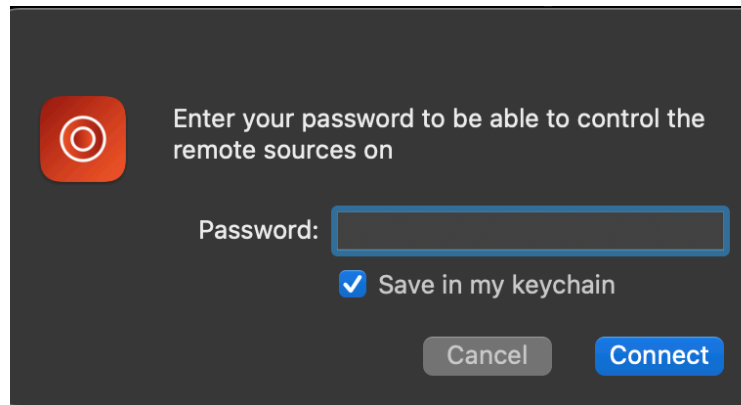 Enter your password to be able to control the
remote sources on
Password:
Save in my keychain
Cancel
Connect